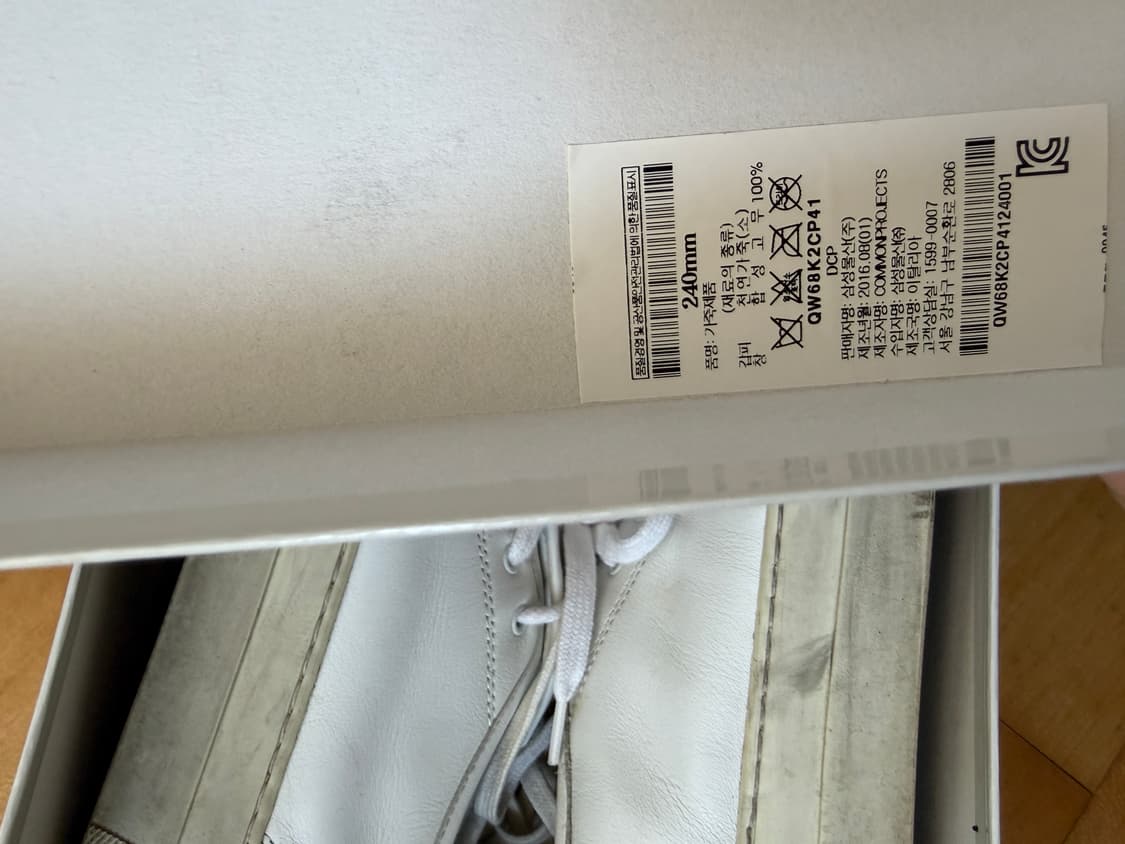 품질경영 및 공산품안전관리법에 의한 품질표시
240mm
품명: 가죽제품
(재료의 종류)
겉피 천연가죽(소)
창 합성고무 100%
QW68K2CP41
DCP
판매자명: 삼성물산(주)
제조년월: 2016.08(01)
제조자명: COMMONPROJECTS
수입자명: 삼성물산(주)
제조국명: 이탈리아
고객상담실: 1599-0007
서울 강남구 남부순환로 2806
QW68K2CP4124001